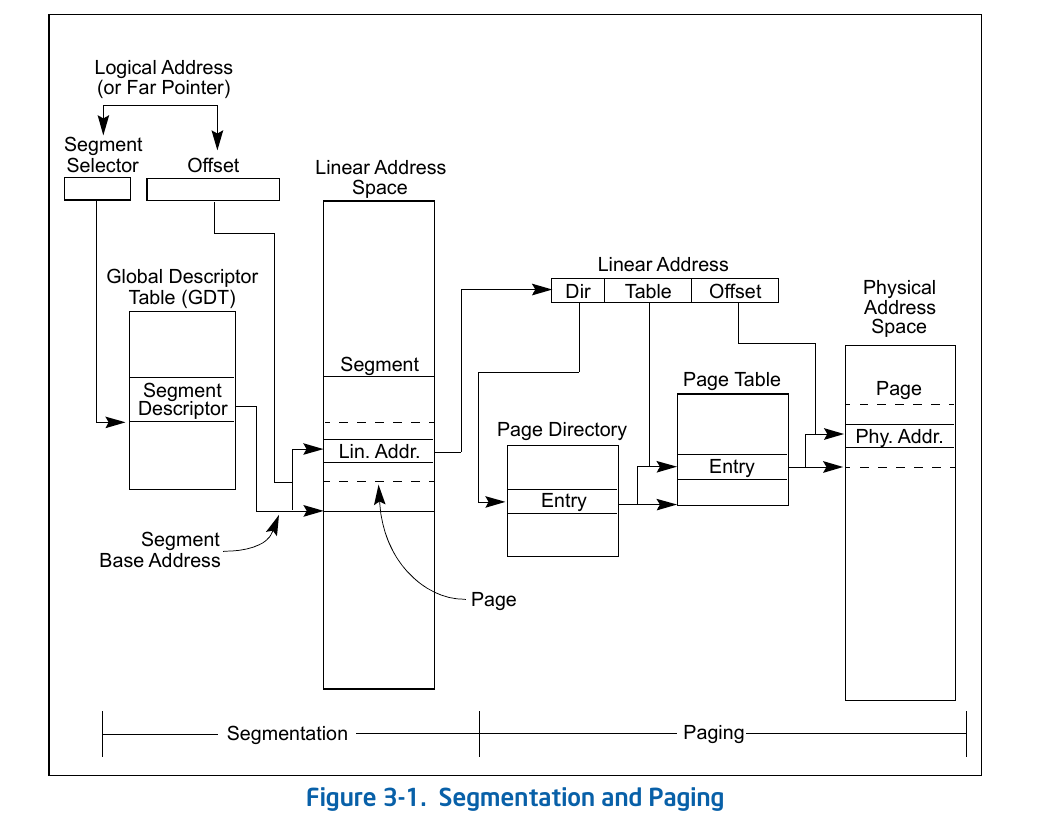 Logical Address
(or Far Pointer)
Segment
Selector
Offset
Linear Address
Space
Global Descriptor
Table (GDT)
Segment
Descriptor
Segment
Lin. Addr.
Segment
Base Address
Page
Linear Address
Dir
Table
Offset
Physical
Address
Space
Page Table
Page
Page Directory
Phy. Addr.
Entry
Entry
Segmentation
Paging
Figure 3-1. Segmentation and Paging